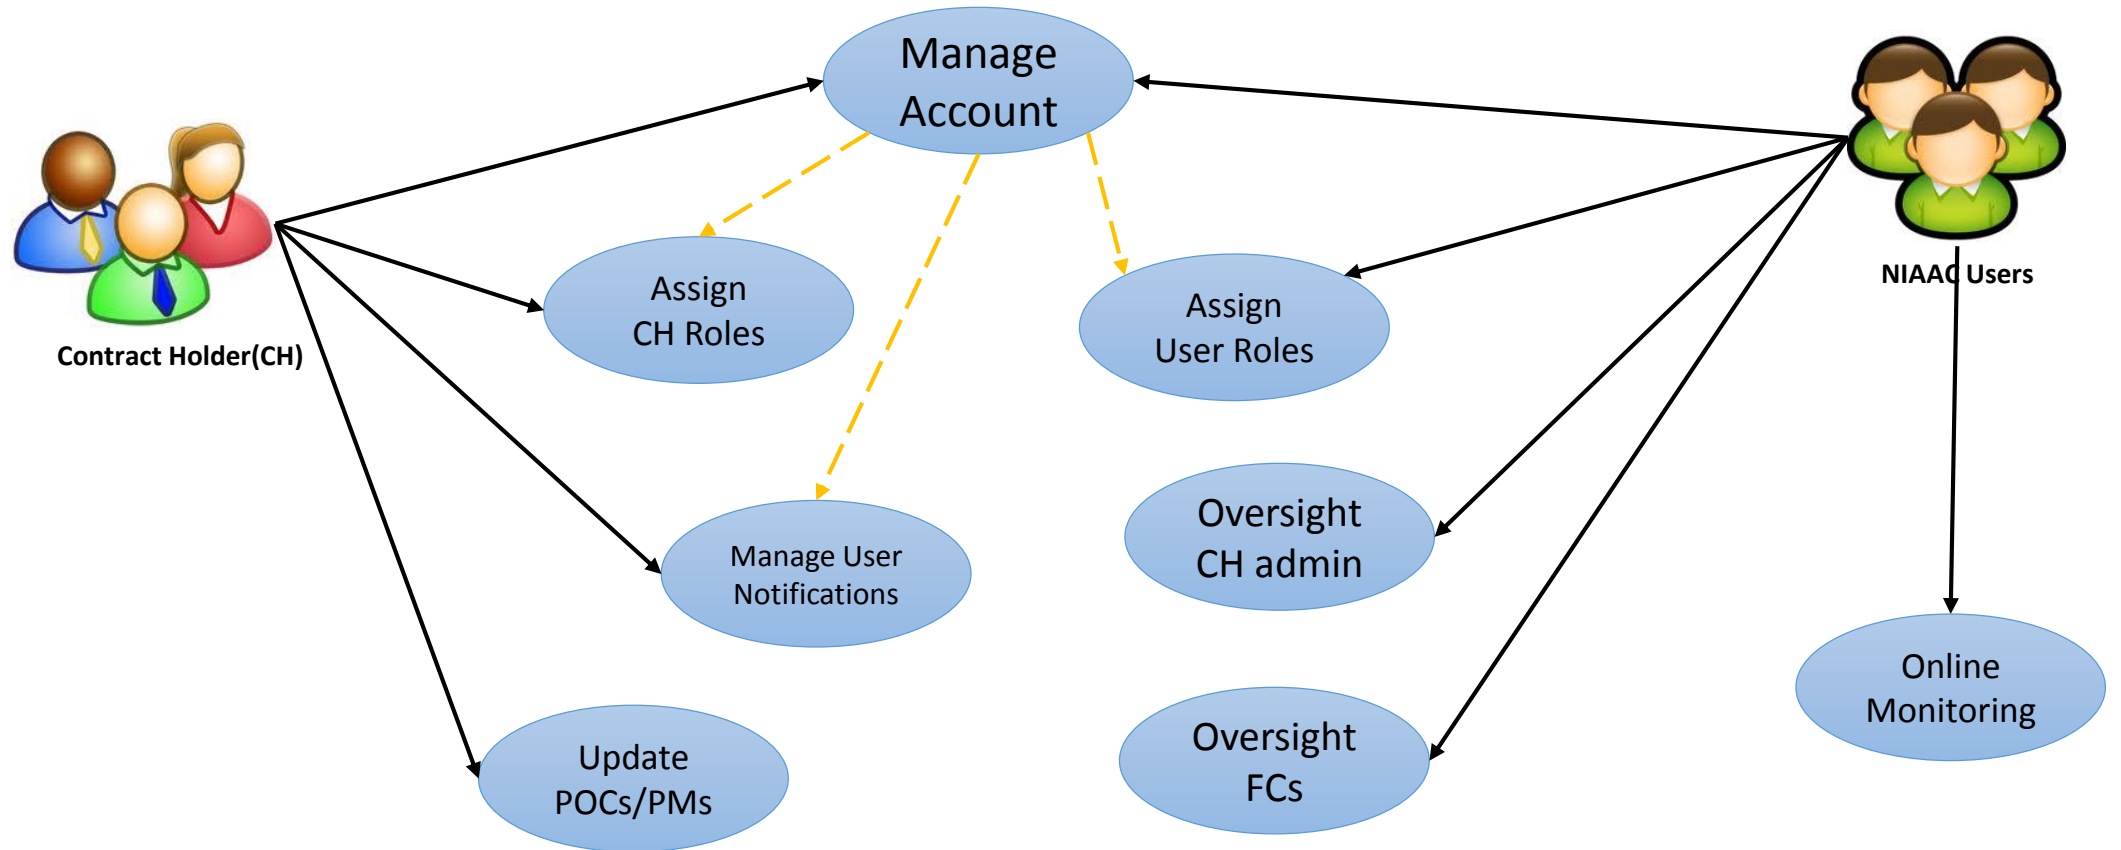 Manage
Account
Contract Holder(CH)
NIAAC Users
Assign
CH Roles
Assign
User Roles
Manage User
Notifications
Oversight
CH admin
Update
POCs/PMs
Oversight
FCs
Online
Monitoring